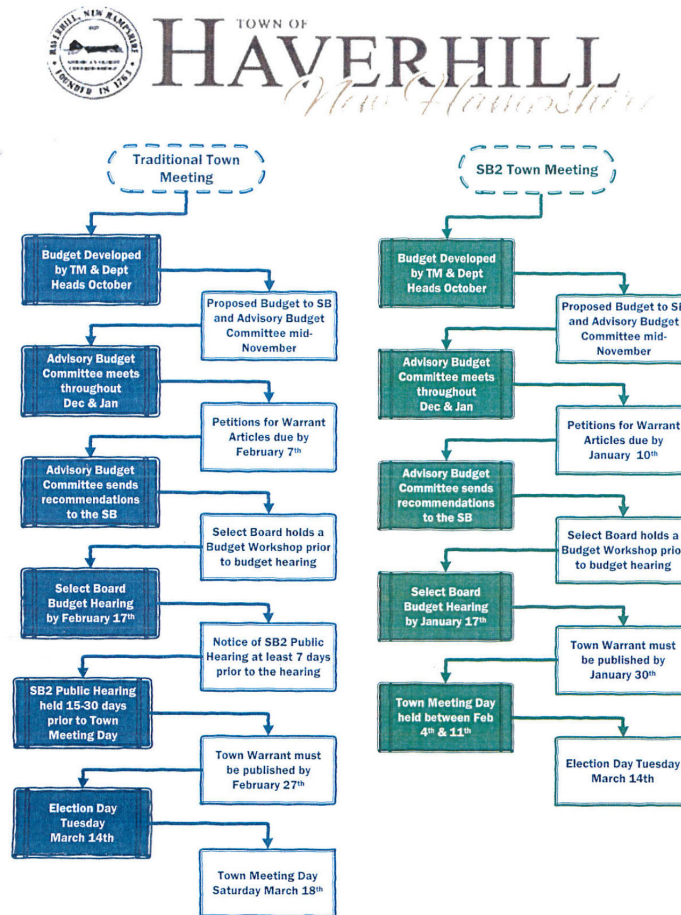 HAVERHILL, NEW HAMPSHIRE
FOUNDED IN 1763
TOWN OF
HAVERHILL
New Hampshire
Traditional Town
Meeting
Budget Developed
by TM & Dept
Heads October
Proposed Budget to SB
and Advisory Budget
Committee mid-
November
Advisory Budget
Committee meets
throughout
Dec & Jan
Petitions for Warrant
Articles due by
February 7th
Advisory Budget
Committee sends
recommendations
to the SB
Select Board holds a
Budget Workshop prior
to budget hearing
Select Board
Budget Hearing
by February 17th
Notice of SB2 Public
Hearing at least 7 days
prior to the hearing
SB2 Public Hearing
held 15-30 days
prior to Town
Meeting Day
Town Warrant must
be published by
February 27th
Election Day
Tuesday
March 14th
Town Meeting Day
Saturday March 18th
SB2 Town Meeting
Budget Developed
by TM & Dept
Heads October
Proposed Budget to
and Advisory Budget
Committee mid-
November
Advisory Budget
Committee meets
throughout
Dec & Jan
Petitions for Warrant
Articles due by
January 10th
Advisory Budget
Committee sends
recommendations
to the SB
Select Board holds a
Budget Workshop prior
to budget hearing
Select Board
Budget Hearing
by January 17th
Town Warrant must
be published by
January 30th
Town Meeting Day
held between Feb
4th & 11th
Election Day Tuesday
March 14th